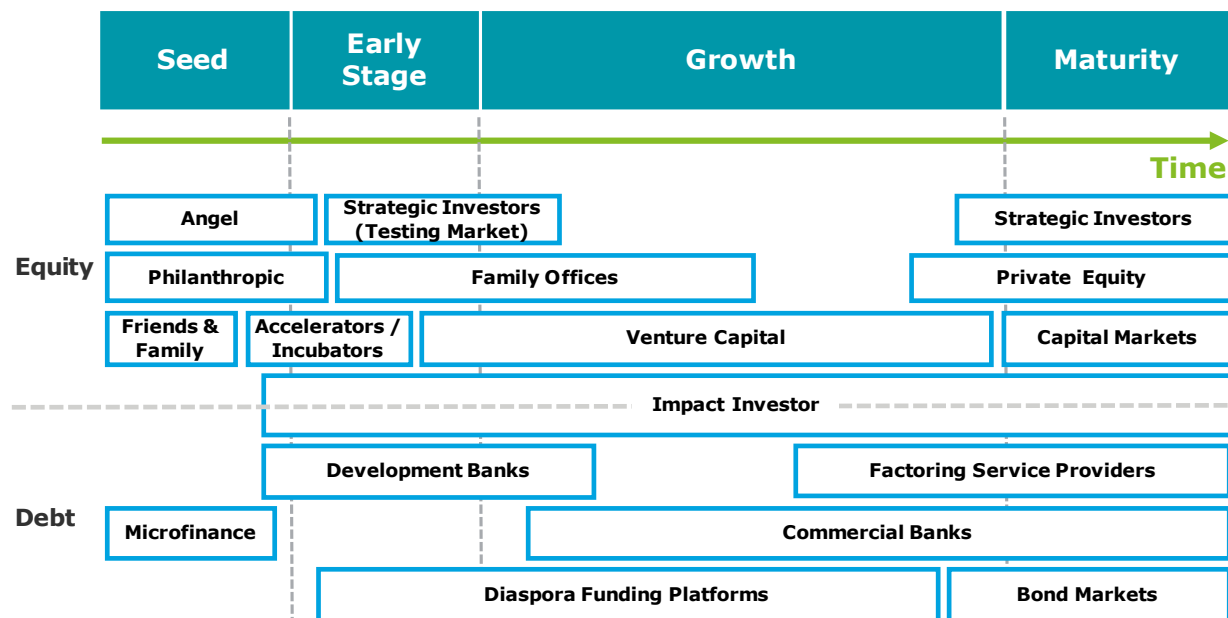 Seed
Early
Stage
Growth
Maturity
Time
Equity
Angel
Strategic Investors
(Testing Market)
Strategic Investors
Philanthropic
Family Offices
Private Equity
Friends &
Family
Accelerators /
Incubators
Venture Capital
Capital Markets
Impact Investor
Debt
Development Banks
Factoring Service Providers
Microfinance
Commercial Banks
Diaspora Funding Platforms
Bond Markets